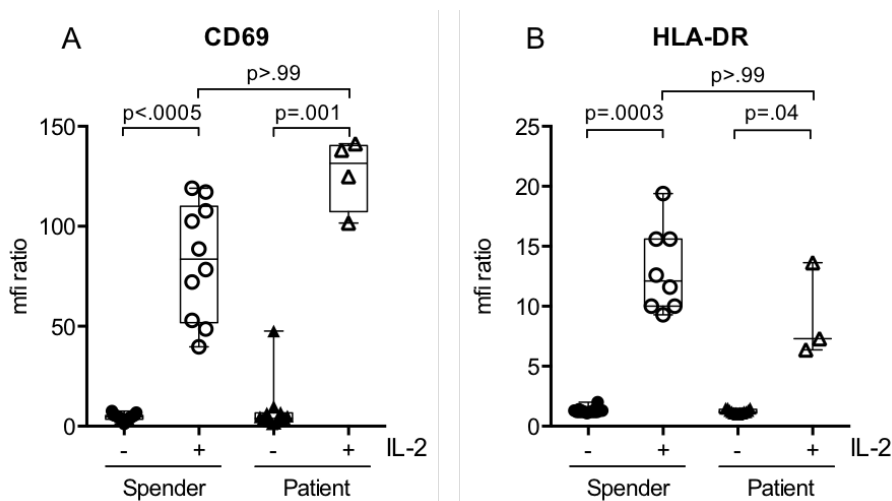 A CD69
p>.99
p<.0005 p=.001
150
100
50
0
mfi ratio
- + - + IL-2
Spender Patient
B HLA-DR
p>.99
p=.0003 p=.04
25
20
15
10
5
0
mfi ratio
- + - + IL-2
Spender Patient